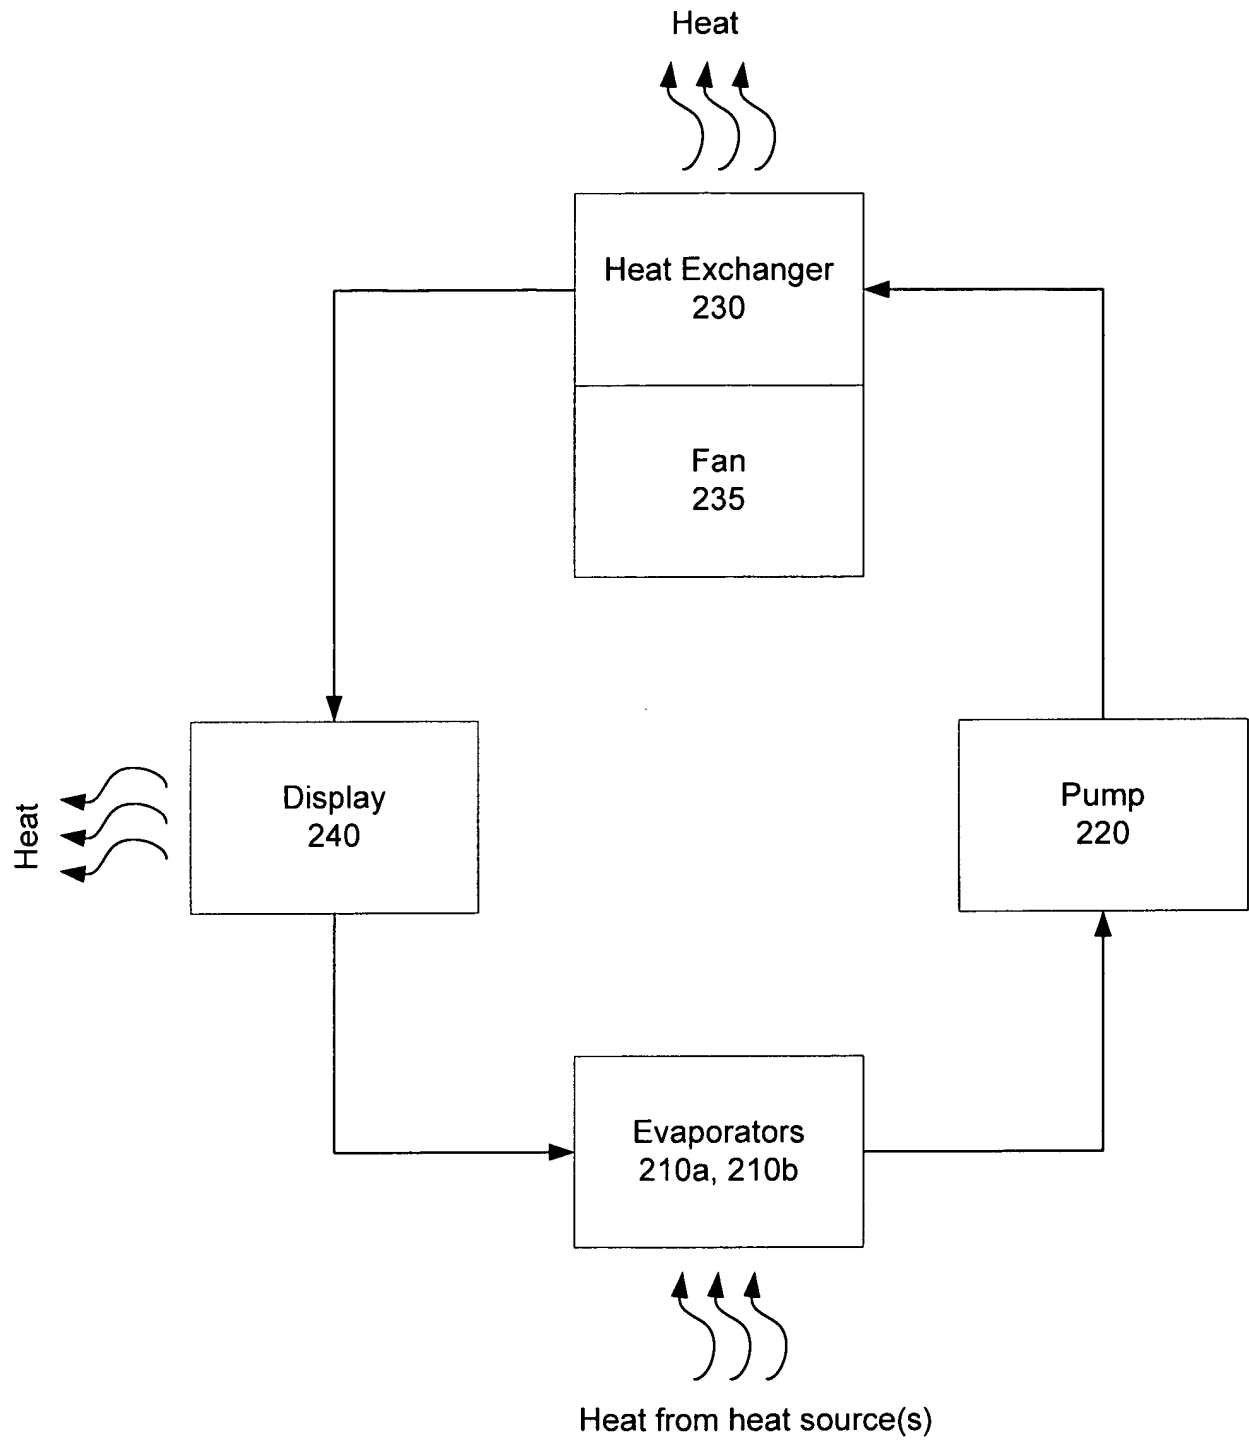 Heat
Heat Exchanger
230
Fan
235
Heat
Display
240
Pump
220
Evaporators
210a, 210b
Heat from heat source(s)